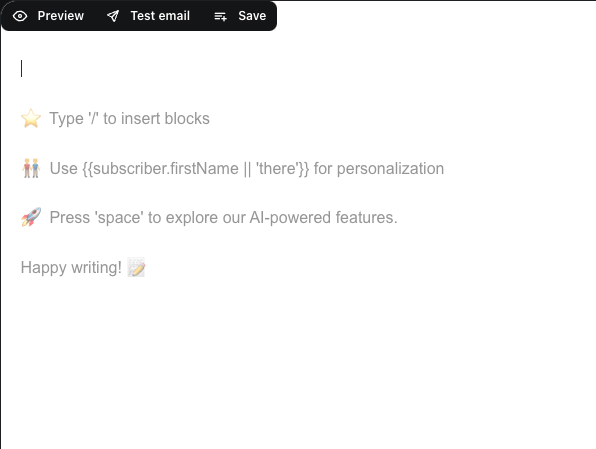 Preview Test email Save
⭐ Type '/' to insert blocks
👬 Use {{subscriber.firstName || 'there'}} for personalization
🚀 Press 'space' to explore our AI-powered features.
Happy writing! 📝